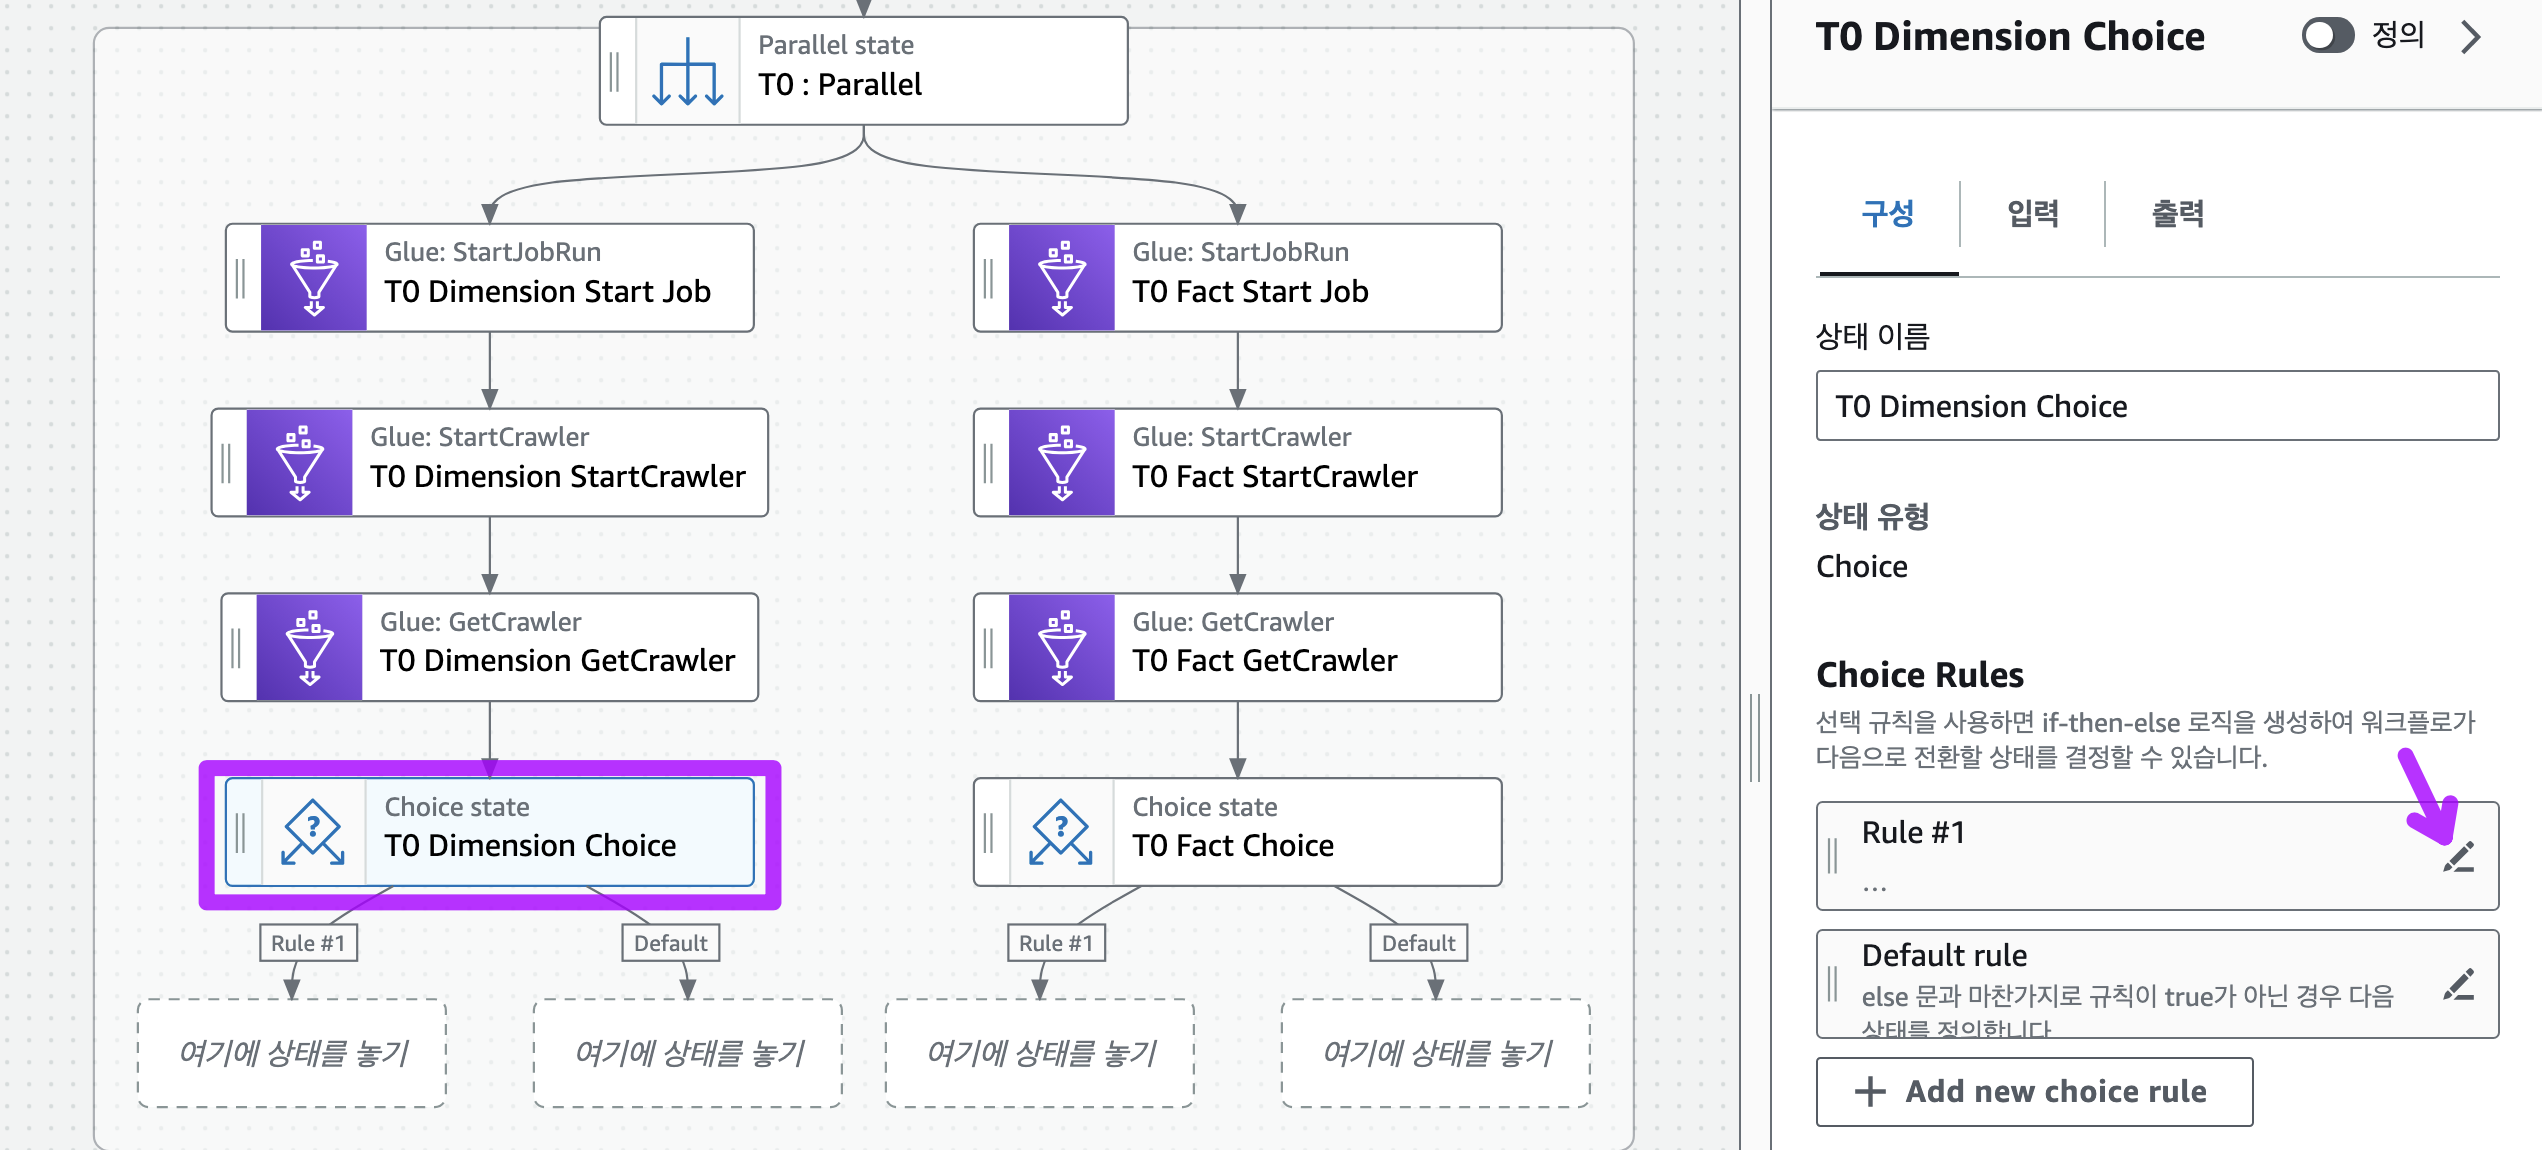 Parallel state
T0 : Parallel
Glue: StartJobRun
T0 Dimension Start Job
Glue: StartJobRun
T0 Fact Start Job
Glue: StartCrawler
T0 Dimension StartCrawler
Glue: StartCrawler
T0 Fact StartCrawler
Glue: GetCrawler
T0 Dimension GetCrawler
Glue: GetCrawler
T0 Fact GetCrawler
?
Choice state
T0 Dimension Choice
?
Choice state
T0 Fact Choice
Rule #1
Default
Rule #1
Default
여기에 상태를 놓기
여기에 상태를 놓기
여기에 상태를 놓기
여기에 상태를 놓기
T0 Dimension Choice
정의
구성
입력
출력
상태 이름
T0 Dimension Choice
상태 유형
Choice
Choice Rules
선택 규칙을 사용하면 if-then-else 로직을 생성하여 워크플로가
다음으로 전환할 상태를 결정할 수 있습니다.
Rule #1
...
Default rule
else 문과 마찬가지로 규칙이 true가 아닌 경우 다음
상태를 정의합니다
Add new choice rule